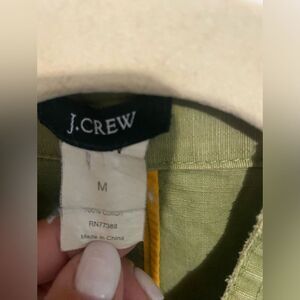 J.CREW
M
100% Cotton
RN77388
Made in China